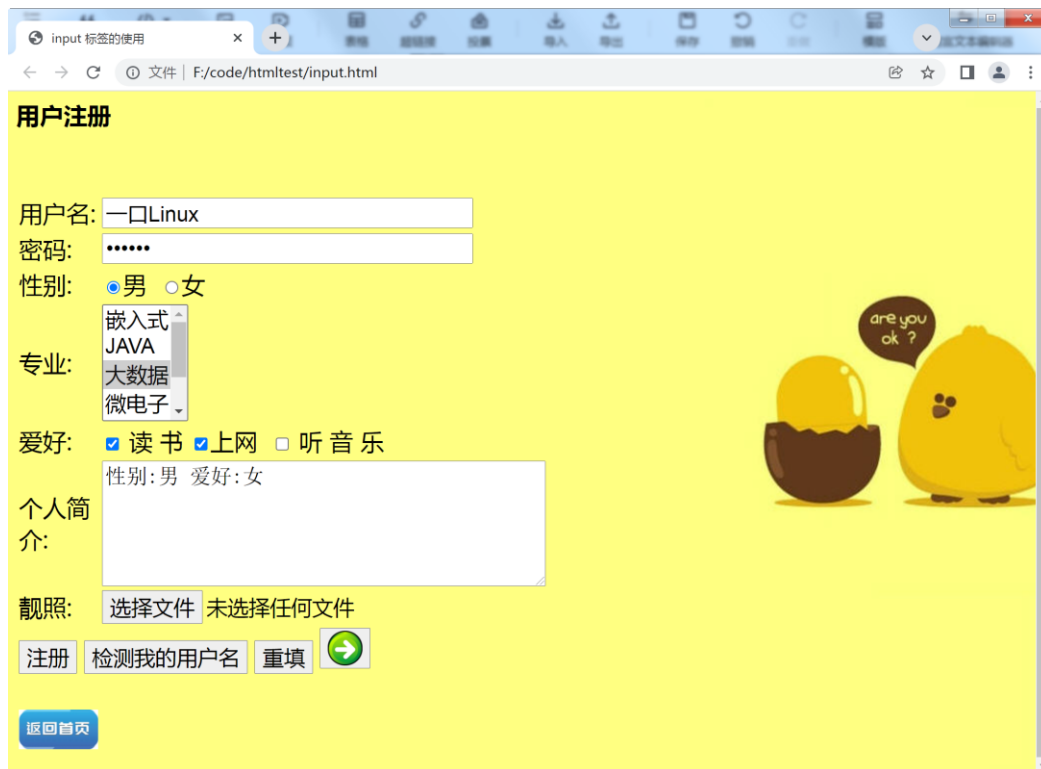 input 标签的使用
文件 F:/code/htmltest/input.html
用户注册
用户名: 一口Linux
密码: ••••••
性别: 男 女
嵌入式
JAVA
专业:
大数据
微电子
爱好: 读 书 上网 听 音 乐
性别:男 爱好:女
个人简
介:
靓照: 选择文件 未选择任何文件
注册 检测我的用户名 重填
返回首页
are you
ok ?